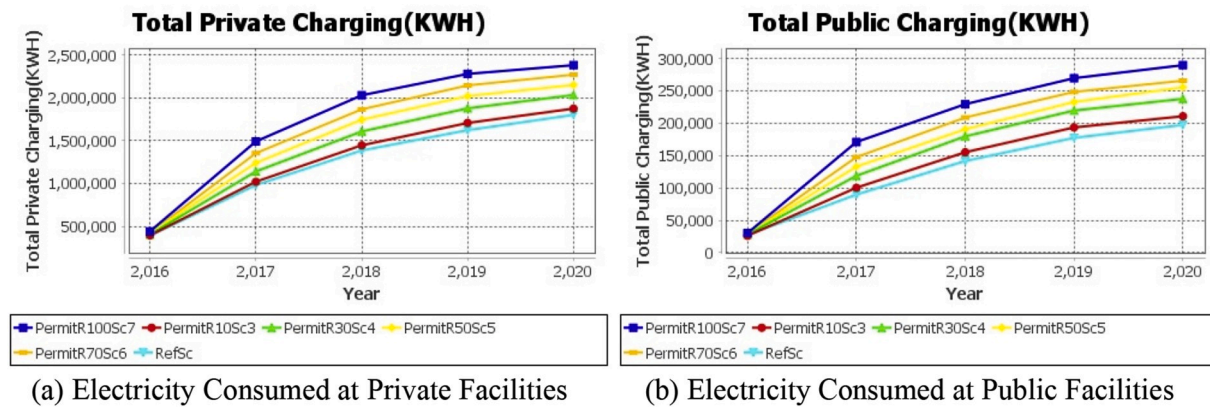 Total Private Charging(KWH)
Total Private Charging(KWH)
2,500,000
2,000,000
1,500,000
1,000,000
500,000
2,016 2,017 2,018 2,019 2,020
Year
PermitR100Sc7 PermitR10Sc3 PermitR30Sc4 PermitR50Sc5
PermitR70Sc6 RefSc
(a) Electricity Consumed at Private Facilities
Total Public Charging(KWH)
Total Public Charging(KWH)
300,000
250,000
200,000
150,000
100,000
50,000
0
2,016 2,017 2,018 2,019 2,020
Year
PermitR100Sc7 PermitR10Sc3 PermitR30Sc4 PermitR50Sc5
PermitR70Sc6 RefSc
(b) Electricity Consumed at Public Facilities